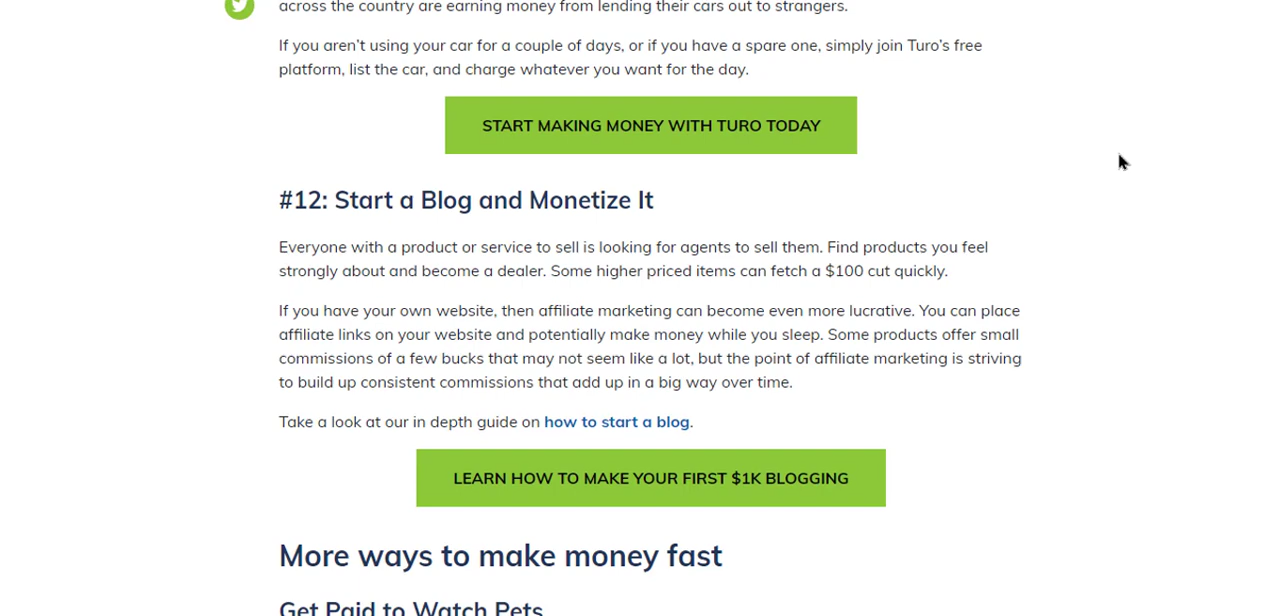 across the country are earning money from lending their cars out to strangers.
If you aren’t using your car for a couple of days, or if you have a spare one, simply join Turo’s free
platform, list the car, and charge whatever you want for the day.
START MAKING MONEY WITH TURO TODAY
#12: Start a Blog and Monetize It
Everyone with a product or service to sell is looking for agents to sell them. Find products you feel
strongly about and become a dealer. Some higher priced items can fetch a $100 cut quickly.
If you have your own website, then affiliate marketing can become even more lucrative. You can place
affiliate links on your website and potentially make money while you sleep. Some products offer small
commissions of a few bucks that may not seem like a lot, but the point of affiliate marketing is striving
to build up consistent commissions that add up in a big way over time.
Take a look at our in depth guide on how to start a blog.
LEARN HOW TO MAKE YOUR FIRST $1K BLOGGING
More ways to make money fast
Get Paid to Watch Pets